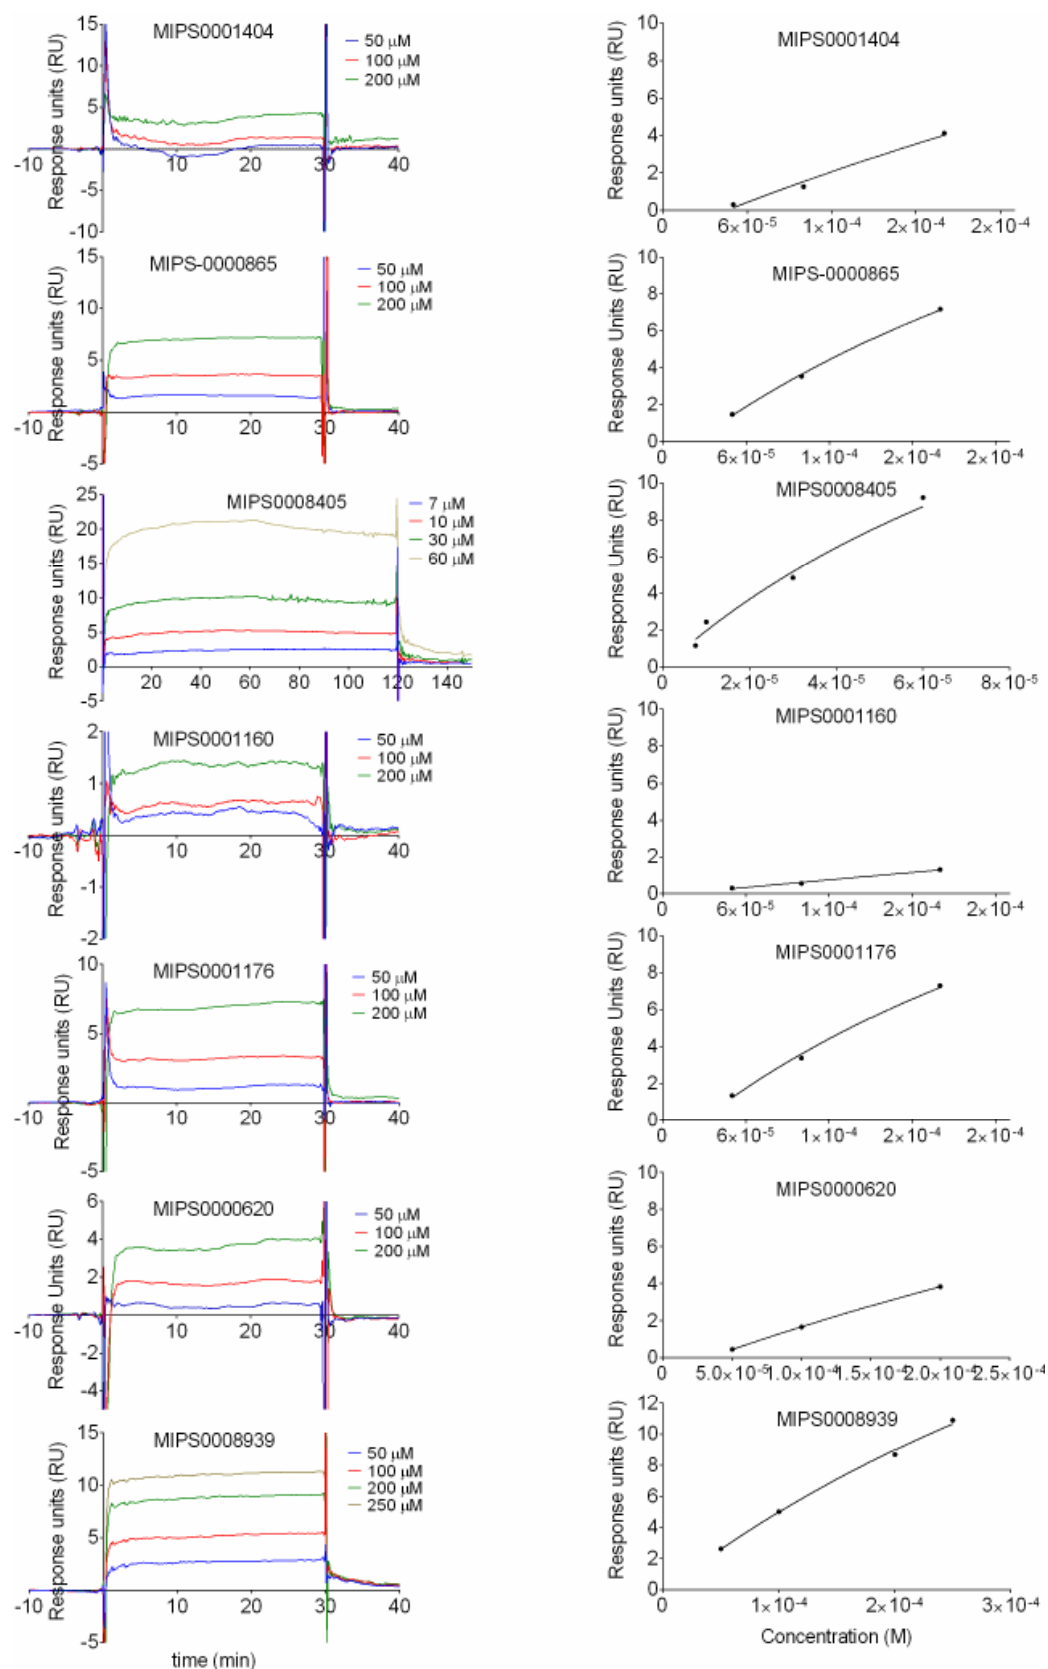 MIPS0001404
Response units (RU)
15
10
5
0
-5
-10
-10 10 20 30 40
50 μM
100 μM
200 μM
MIPS0001404
Response units (RU)
10
8
6
4
2
0
0 6×10⁻⁵ 1×10⁻⁴ 2×10⁻⁴ 2×10⁻⁴
MIPS-0000865
Response units (RU)
15
10
5
-5
-10 10 20 30 40
50 μM
100 μM
200 μM
MIPS-0000865
Response Units (RU)
10
8
6
4
2
0
0 6×10⁻⁵ 1×10⁻⁴ 2×10⁻⁴ 2×10⁻⁴
MIPS0008405
Response units (RU)
25
20
15
10
5
0
-5
20 40 60 80 100 120 140
7 μM
10 μM
30 μM
60 μM
MIPS0008405
Response Units (RU)
10
8
6
4
2
0
0 2×10⁻⁵ 4×10⁻⁵ 6×10⁻⁵ 8×10⁻⁵
MIPS0001160
Response units (RU)
2
1
-1
-2
-10 10 20 30 40
50 μM
100 μM
200 μM
MIPS0001160
Response units (RU)
10
8
6
4
2
0
0 6×10⁻⁵ 1×10⁻⁴ 2×10⁻⁴ 2×10⁻⁴
MIPS0001176
Response units (RU)
10
5
-5
-10 10 20 30 40
50 μM
100 μM
200 μM
MIPS0001176
Response Units (RU)
10
8
6
4
2
0
0 6×10⁻⁵ 1×10⁻⁴ 2×10⁻⁴ 2×10⁻⁴
MIPS0000620
Response Units (RU)
6
4
2
-2
-4
-10 10 20 30 40
50 μM
100 μM
200 μM
MIPS0000620
Response units (RU)
10
8
6
4
2
0
0 5.0×10⁻⁵ 1.0×10⁻⁴ 1.5×10⁻⁴ 2.0×10⁻⁴ 2.5×10⁻⁴
MIPS0008939
Response units (RU)
15
10
5
-5
-10 10 20 30 40
50 μM
100 μM
200 μM
250 μM
time (min)
MIPS0008939
Response units (RU)
12
10
8
6
4
2
0
0 1×10⁻⁴ 2×10⁻⁴ 3×10⁻⁴
Concentration (M)